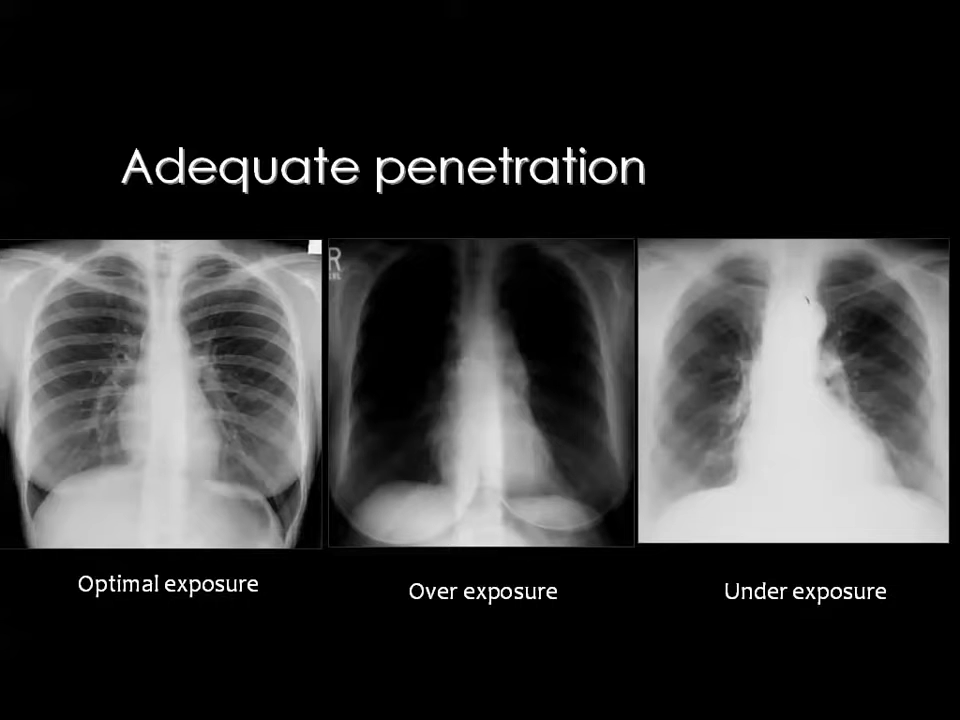 Adequate penetration
R
Optimal exposure
Over exposure
Under exposure